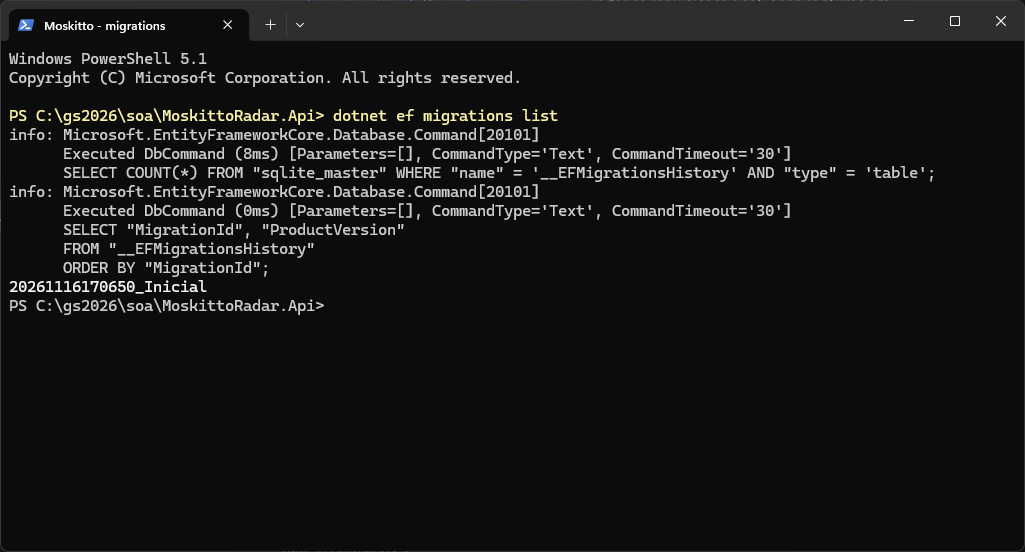 Moskitto - migrations
Windows PowerShell 5.1
Copyright (C) Microsoft Corporation. All rights reserved.
PS C:\gs2026\soa\MoskittoRadar.Api> dotnet ef migrations list
info: Microsoft.EntityFrameworkCore.Database.Command[20101]
      Executed DbCommand (8ms) [Parameters=[], CommandType='Text', CommandTimeout='30']
      SELECT COUNT(*) FROM "sqlite_master" WHERE "name" = '__EFMigrationsHistory' AND "type" = 'table';
info: Microsoft.EntityFrameworkCore.Database.Command[20101]
      Executed DbCommand (0ms) [Parameters=[], CommandType='Text', CommandTimeout='30']
      SELECT "MigrationId", "ProductVersion"
      FROM "__EFMigrationsHistory"
      ORDER BY "MigrationId";
20261116170650_Inicial
PS C:\gs2026\soa\MoskittoRadar.Api>